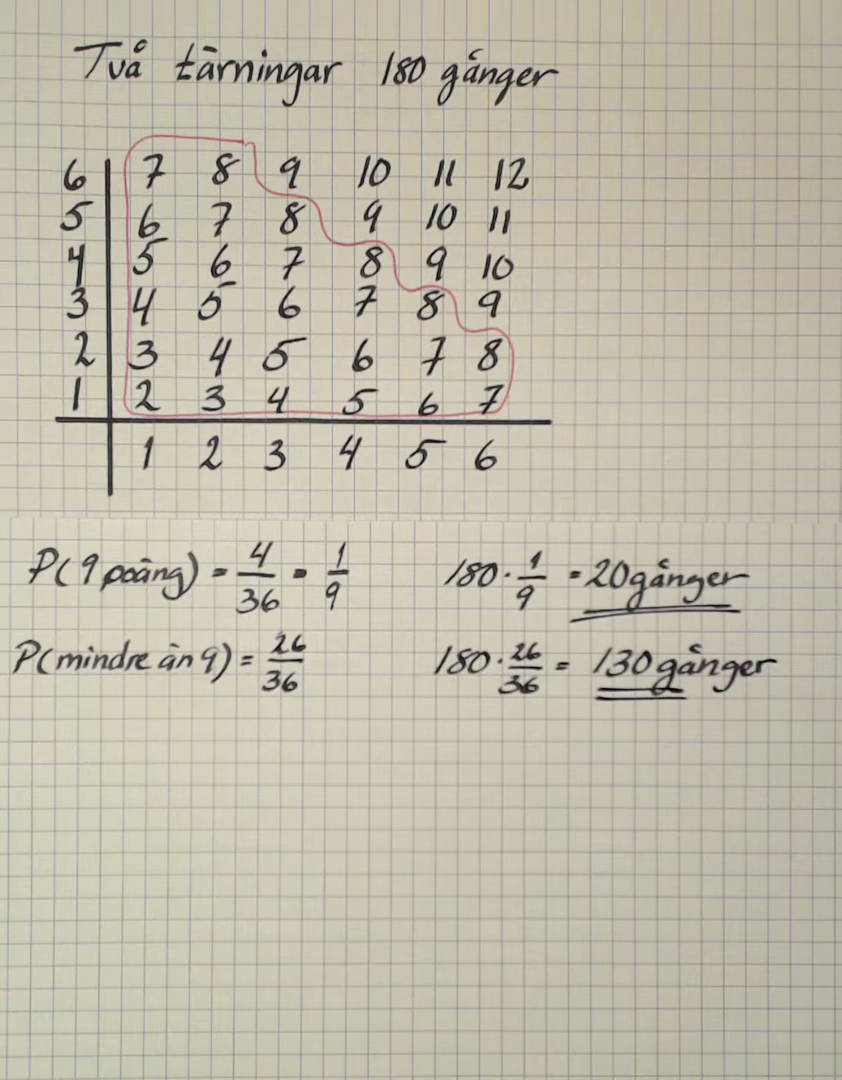 Två tärningar 180 gånger
6 7 8 9 10 11 12
5 6 7 8 9 10 11
4 5 6 7 8 9 10
3 4 5 6 7 8 9
2 3 4 5 6 7 8
1 2 3 4 5 6 7
1 2 3 4 5 6
P(9 poäng) = 4/36 = 1/9 180 · 1/9 = 20 gånger
P(mindre än 9) = 26/36 180 · 26/36 = 130 gånger